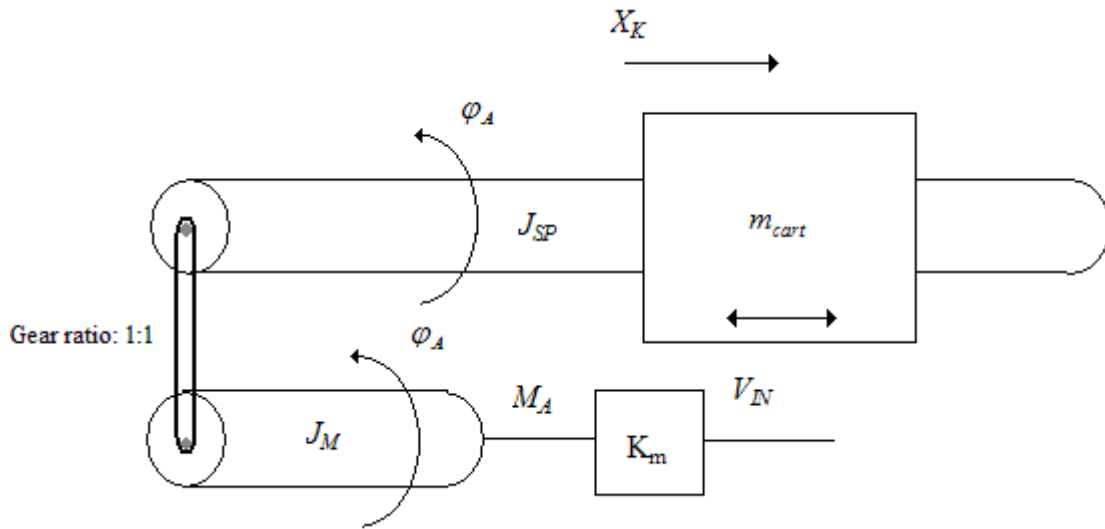 X_K
φ_A
J_SP
m_cart
Gear ratio: 1:1
φ_A
M_A
V_IN
J_M
K_m